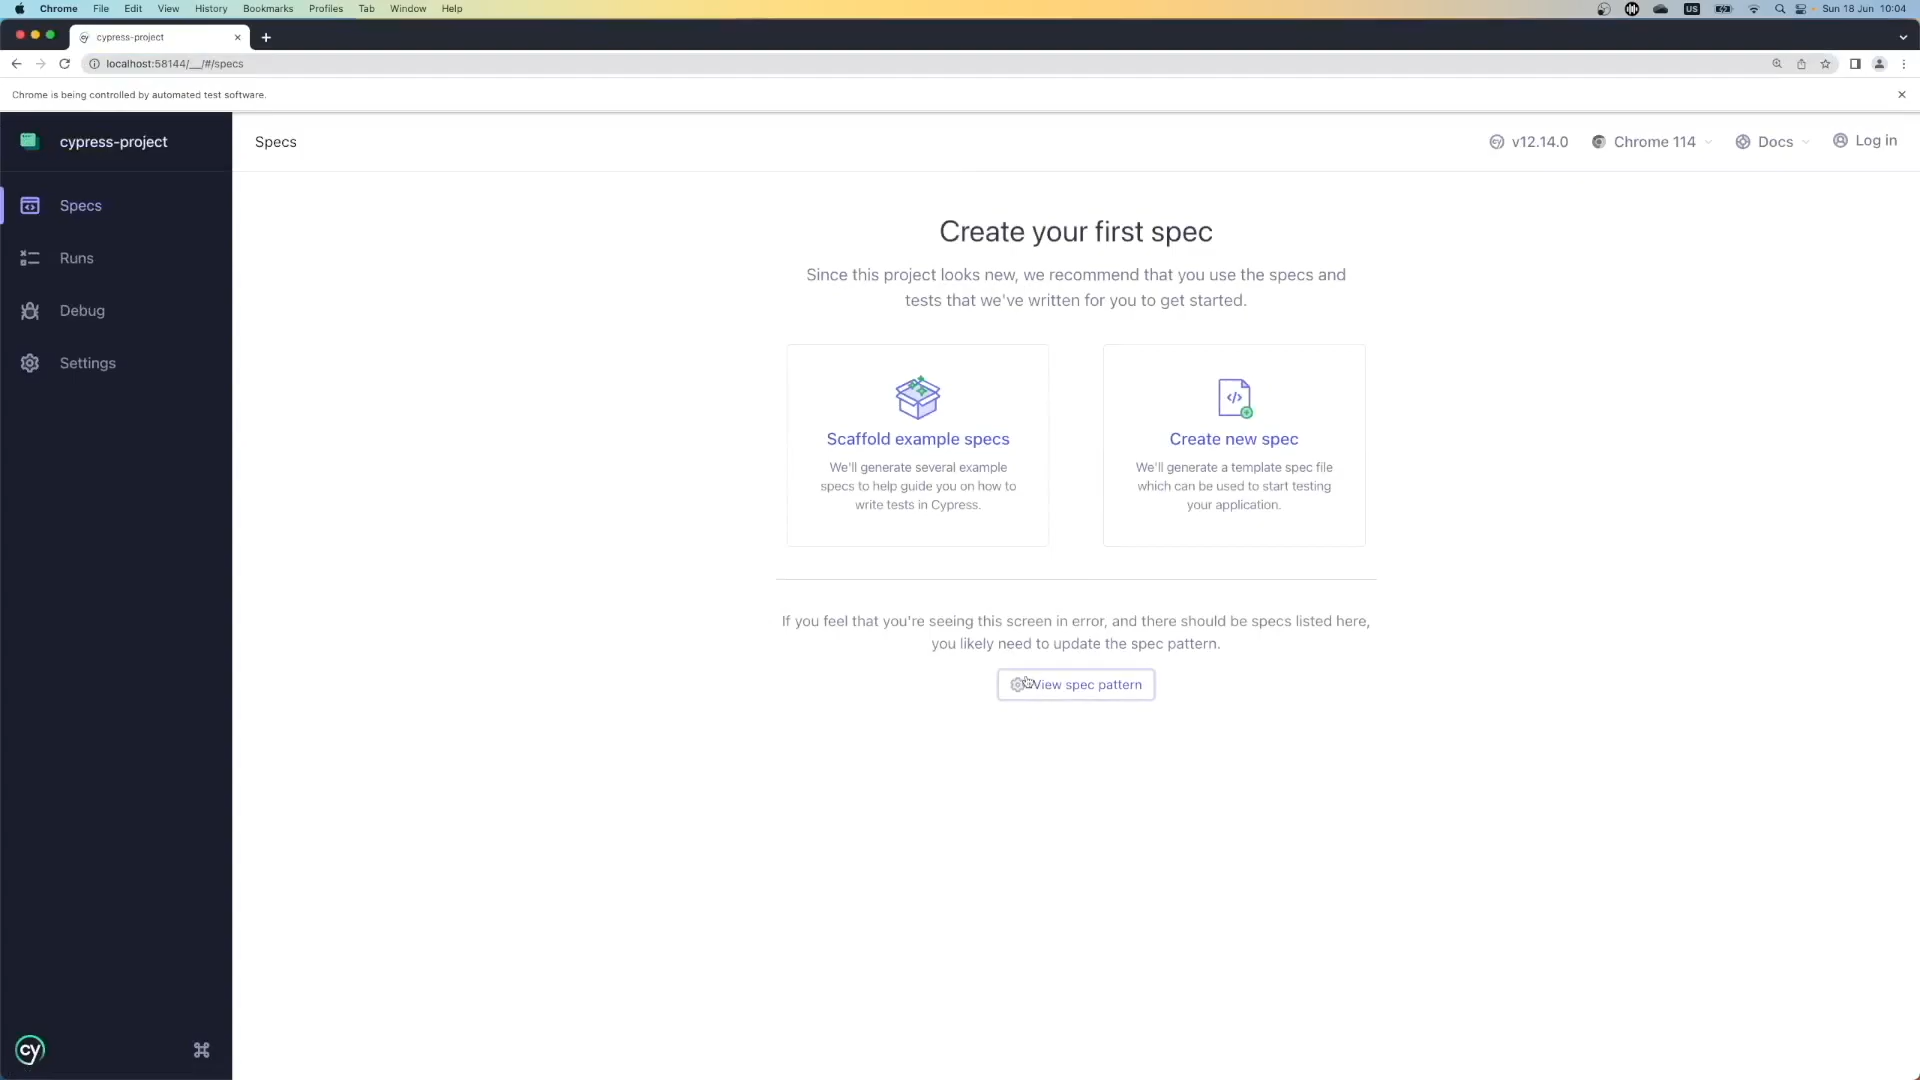 Chrome File Edit View History Bookmarks Profiles Tab Window Help
US
Sun 18 Jun 10:04
cypress-project
localhost:58144/__/#/specs
Chrome is being controlled by automated test software.
cypress-project
Specs
v12.14.0
Chrome 114
Docs
Log in
Specs
Runs
Debug
Settings
Create your first spec
Since this project looks new, we recommend that you use the specs and
tests that we've written for you to get started.
Scaffold example specs
We'll generate several example
specs to help guide you on how to
write tests in Cypress.
Create new spec
We'll generate a template spec file
which can be used to start testing
your application.
If you feel that you're seeing this screen in error, and there should be specs listed here,
you likely need to update the spec pattern.
View spec pattern
cy